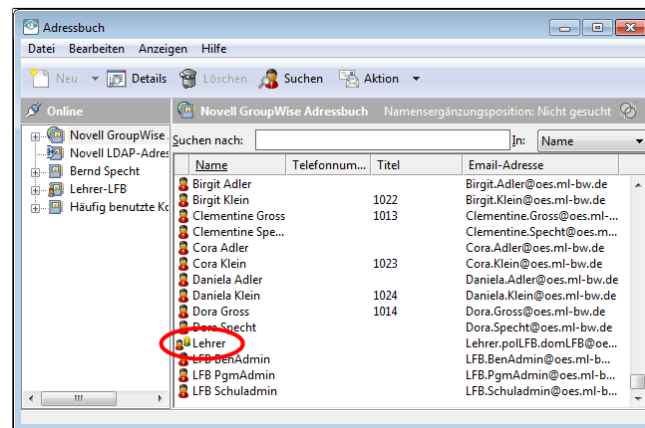 Adressbuch
Datei Bearbeiten Anzeigen Hilfe
Neu Details Löschen Suchen Aktion
Online
Novell GroupWise Adressbuch Namensergänzungsposition: Nicht gesucht
Novell GroupWise
Novell LDAP-Adres
Bernd Specht
Lehrer-LFB
Häufig benutzte Kc
Suchen nach: In: Name
Name Telefonnum... Titel Email-Adresse
Birgit Adler Birgit.Adler@oes.ml-bw.de
Birgit Klein 1022 Birgit.Klein@oes.ml-bw.de
Clementine Gross 1013 Clementine.Gross@oes.ml-...
Clementine Spe... Clementine.Specht@oes.m...
Cora Adler Cora.Adler@oes.ml-bw.de
Cora Klein 1023 Cora.Klein@oes.ml-bw.de
Daniela Adler Daniela.Adler@oes.ml-bw.de
Daniela Klein 1024 Daniela.Klein@oes.ml-bw.de
Dora Gross 1014 Dora.Gross@oes.ml-bw.de
Dora Specht Dora.Specht@oes.ml-bw.de
Lehrer Lehrer.polLFB.domLFB@oe...
LFB BenAdmin LFB.BenAdmin@oes.ml-b...
LFB PgmAdmin LFB.PgmAdmin@oes.ml-b...
LFB Schuladmin LFB.Schuladmin@oes.ml-b...